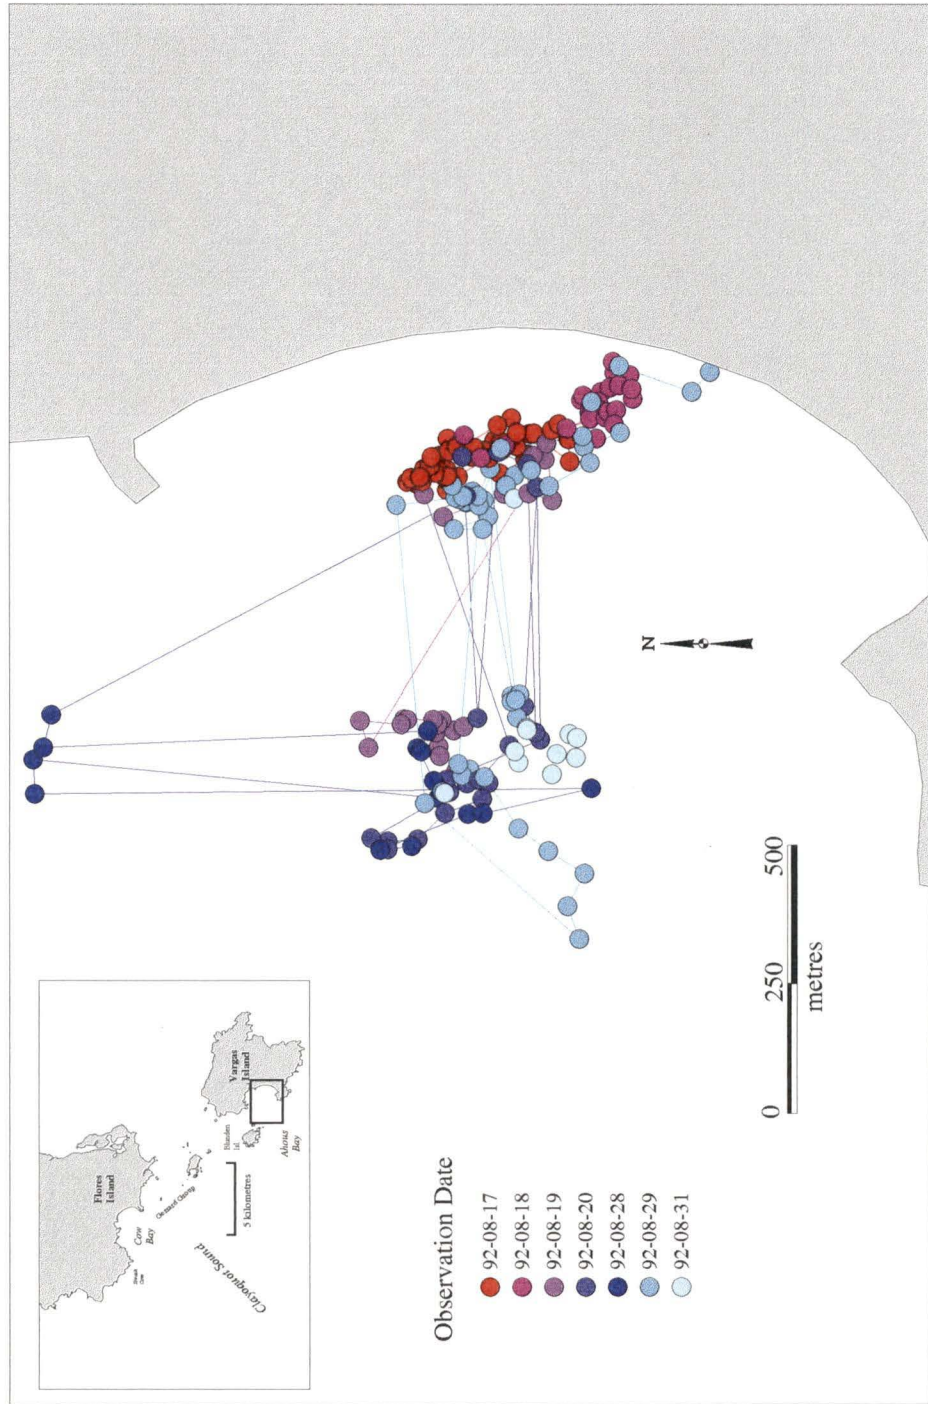 Flores
Island
Cow
Bay
Clayoquot Sound
Vargas
Island
Blunden
Isl
Ahous
Bay
5 kilometres
N
Observation Date
92-08-17
92-08-18
92-08-19
92-08-20
92-08-28
92-08-29
92-08-31
0 250 500
metres